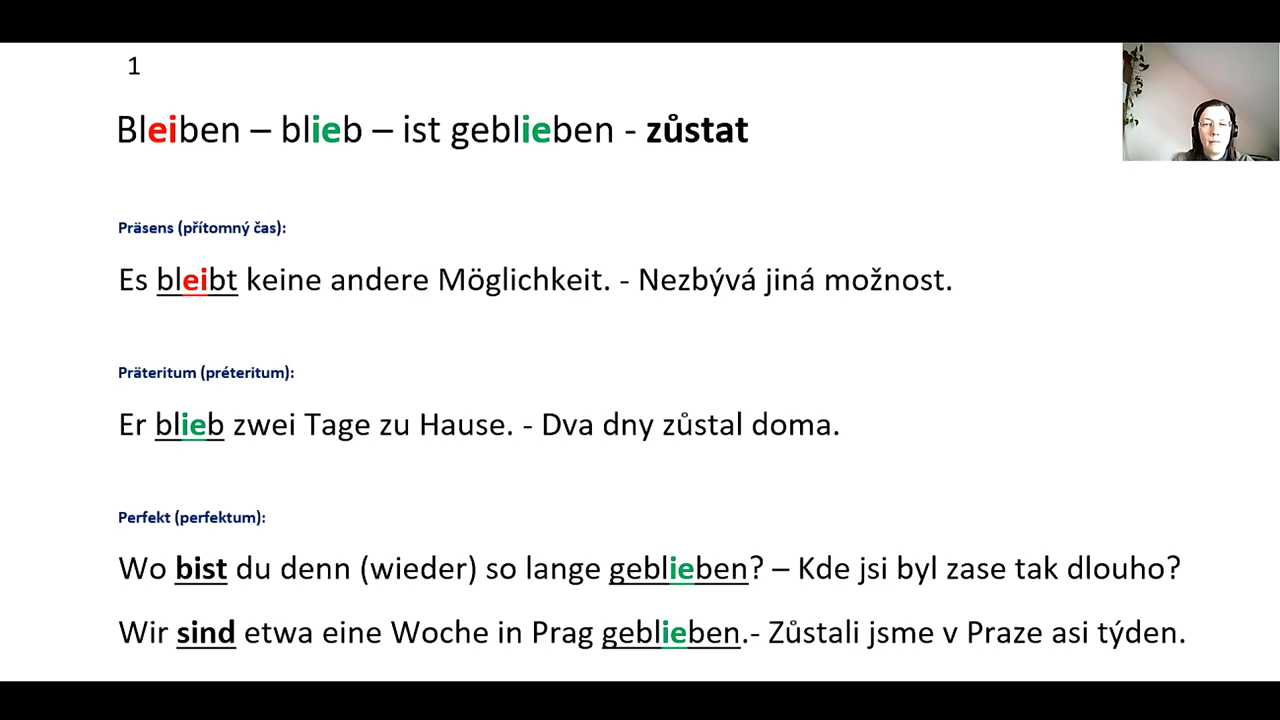 1
Bleiben – blieb – ist geblieben - zůstat
Präsens (přítomný čas):
Es bleibt keine andere Möglichkeit. - Nezbývá jiná možnost.
Präteritum (préteritum):
Er blieb zwei Tage zu Hause. - Dva dny zůstal doma.
Perfekt (perfektum):
Wo bist du denn (wieder) so lange geblieben? – Kde jsi byl zase tak dlouho?
Wir sind etwa eine Woche in Prag geblieben.- Zůstali jsme v Praze asi týden.